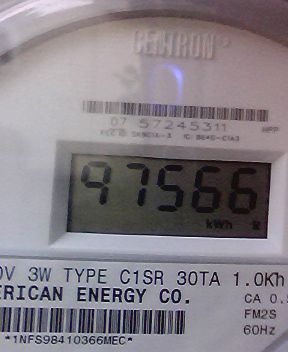 CENTRON®
07 57245311 HPP
97566
kWh
0V 3W TYPE C1SR 30TA 1.0Kh
ERICAN ENERGY CO.
CA 0.
FM2S
60Hz
*1NFS98410366MEC*